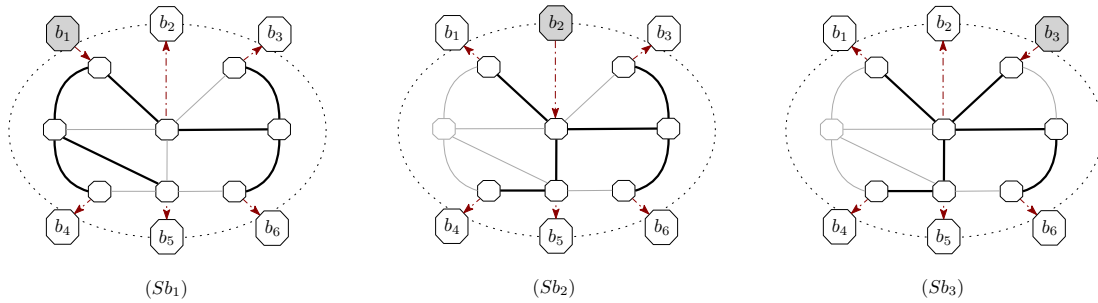 b₁ b₂ b₃
b₄ b₅ b₆
(Sb₁)
b₁ b₂ b₃
b₄ b₅ b₆
(Sb₂)
b₁ b₂ b₃
b₄ b₅ b₆
(Sb₃)